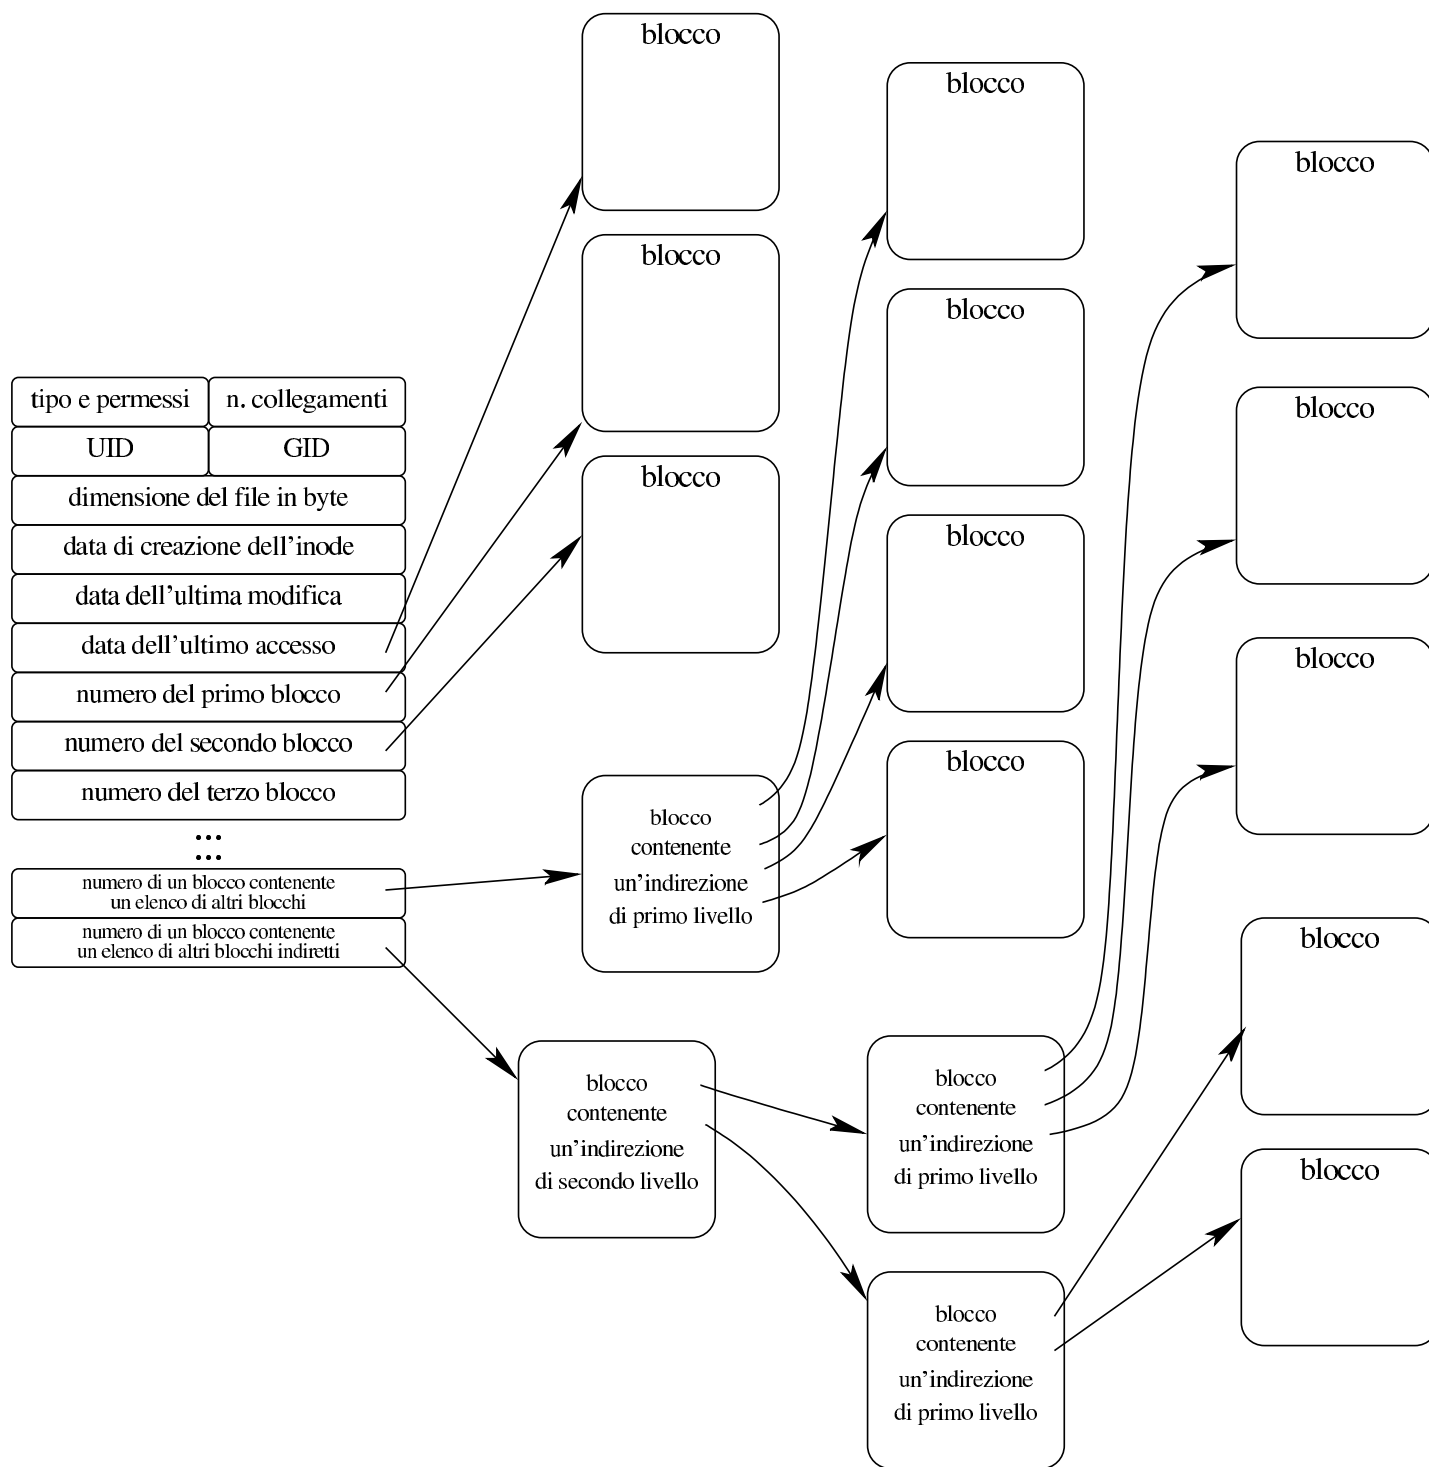 blocco
blocco
blocco
blocco
blocco
blocco
tipo e permessi
n. collegamenti
blocco
UID
GID
blocco
dimensione del file in byte
blocco
data di creazione dell'inode
data dell'ultima modifica
data dell'ultimo accesso
blocco
numero del primo blocco
numero del secondo blocco
blocco
numero del terzo blocco
...
...
blocco
contenente
un'indirezione
di primo livello
numero di un blocco contenente
un elenco di altri blocchi
numero di un blocco contenente
un elenco di altri blocchi indiretti
blocco
blocco
contenente
un'indirezione
di secondo livello
blocco
contenente
un'indirezione
di primo livello
blocco
blocco
contenente
un'indirezione
di primo livello